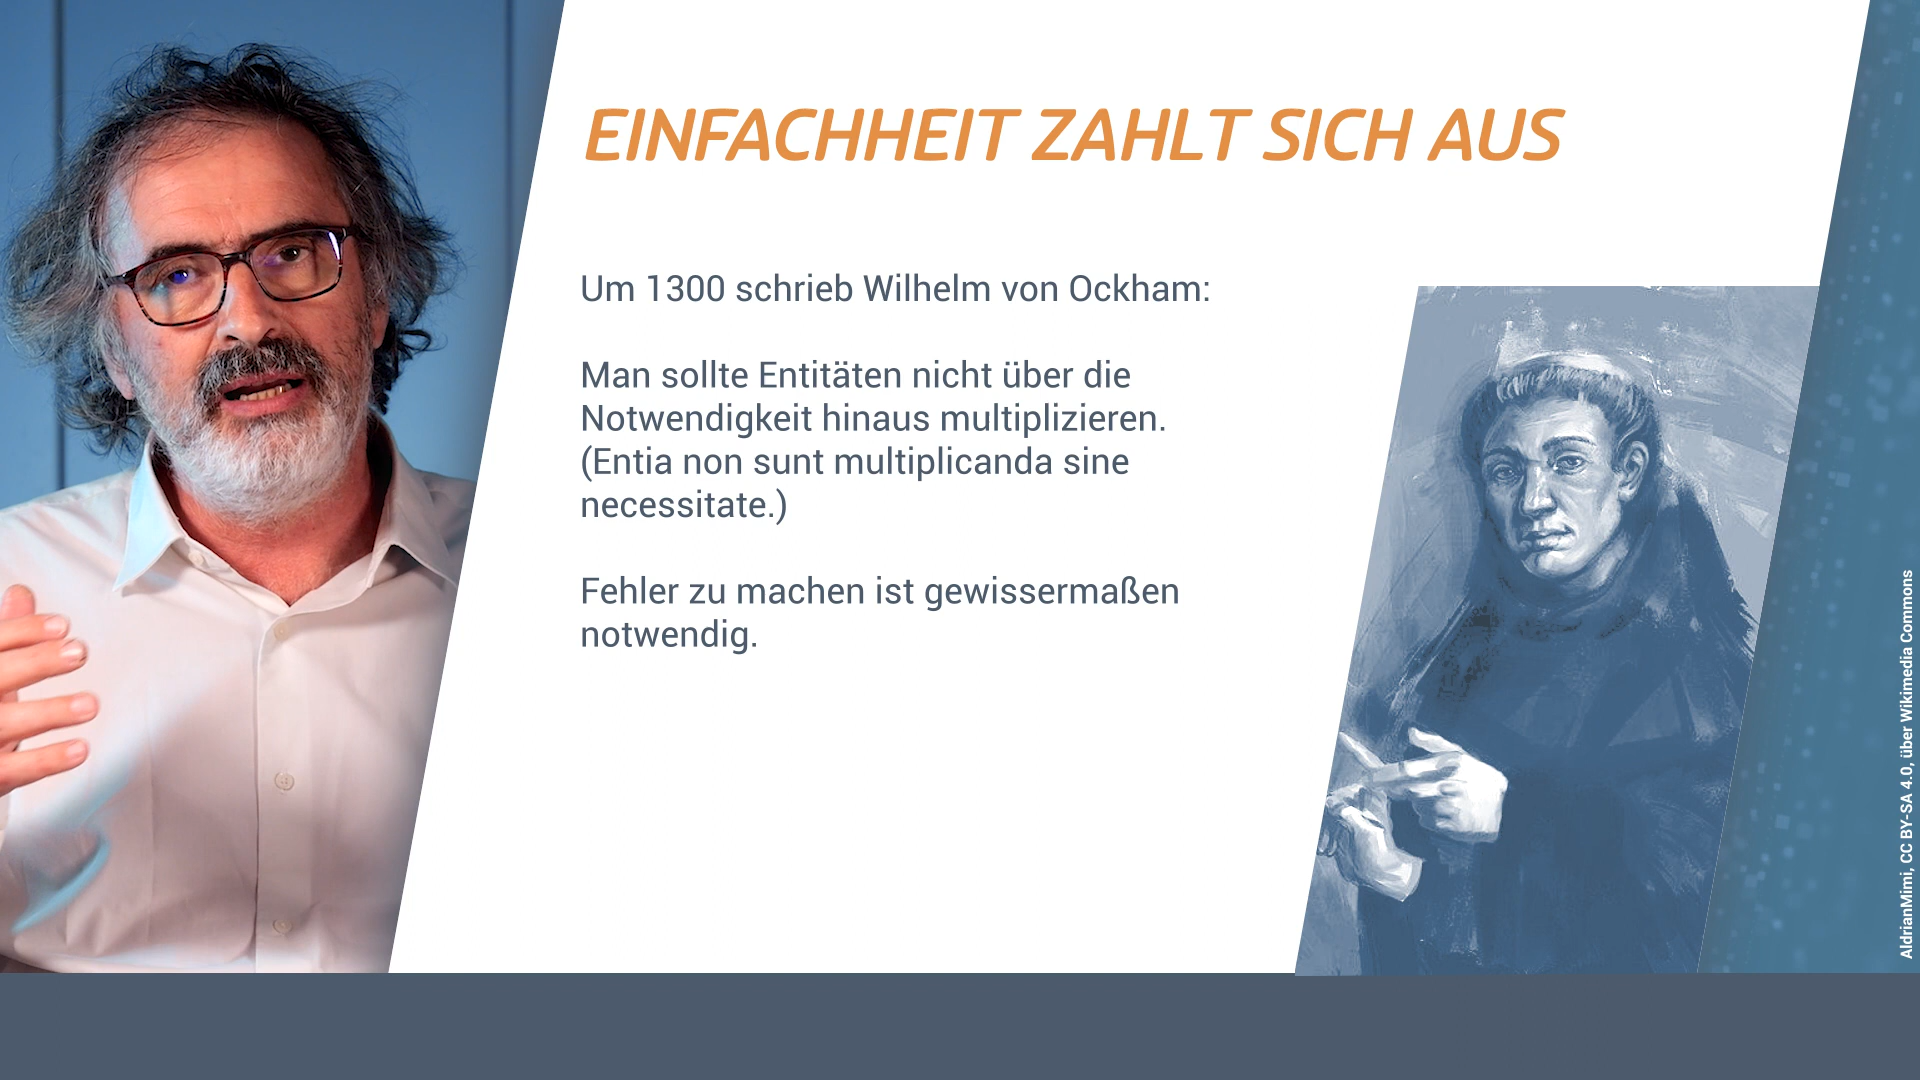 EINFACHHEIT ZAHLT SICH AUS
Um 1300 schrieb Wilhelm von Ockham:
Man sollte Entitäten nicht über die
Notwendigkeit hinaus multiplizieren.
(Entia non sunt multiplicanda sine
necessitate.)
Fehler zu machen ist gewissermaßen
notwendig.
AldrianMimi, CC BY-SA 4.0, über Wikimedia Commons